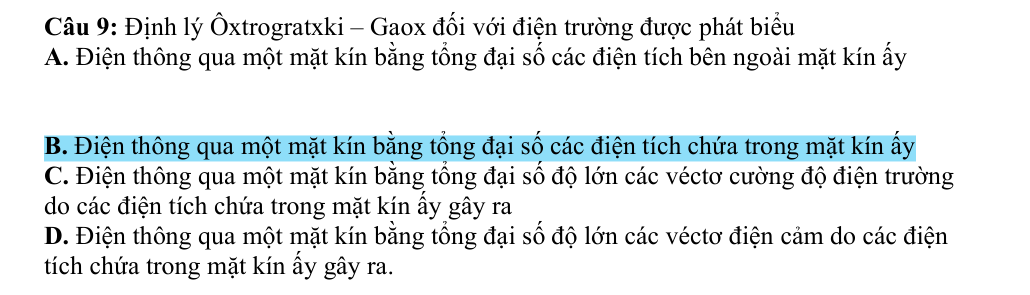 Câu 9: Định lý Ôxtrogratxki – Gaox đối với điện trường được phát biểu
A. Điện thông qua một mặt kín bằng tổng đại số các điện tích bên ngoài mặt kín ấy
B. Điện thông qua một mặt kín bằng tổng đại số các điện tích chứa trong mặt kín ấy
C. Điện thông qua một mặt kín bằng tổng đại số độ lớn các véctơ cường độ điện trường
do các điện tích chứa trong mặt kín ấy gây ra
D. Điện thông qua một mặt kín bằng tổng đại số độ lớn các véctơ điện cảm do các điện
tích chứa trong mặt kín ấy gây ra.